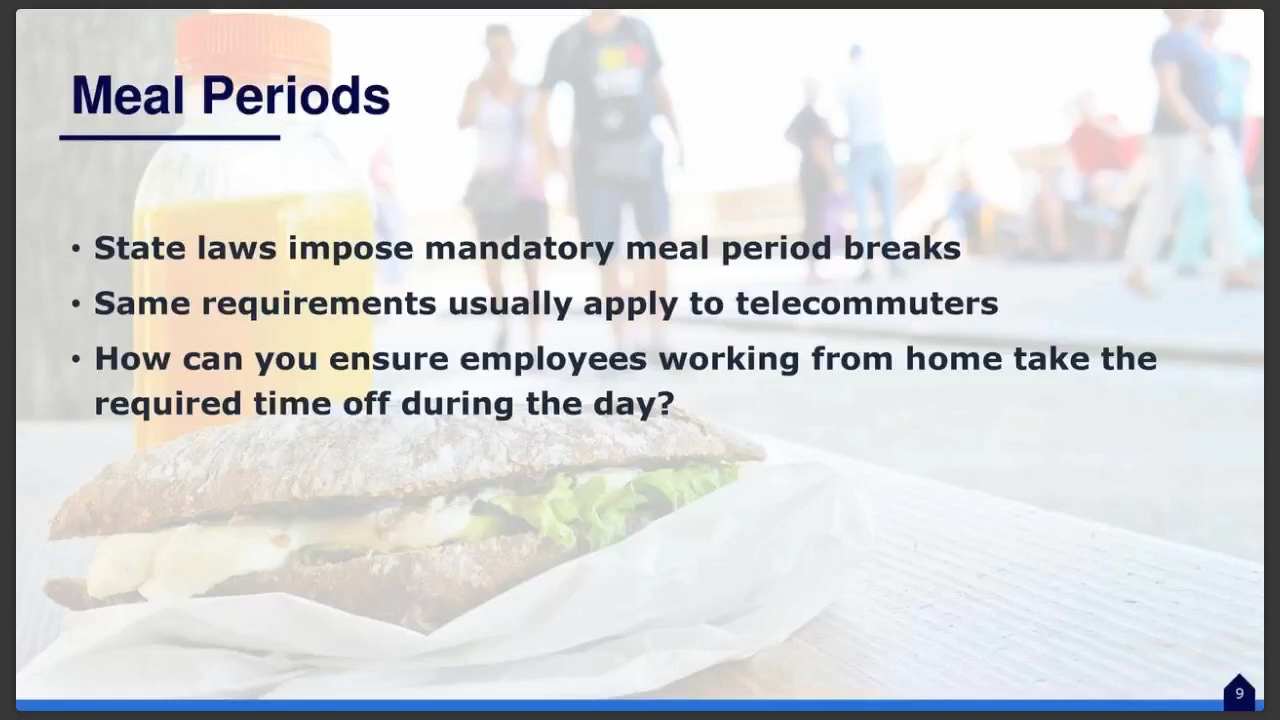 Meal Periods
• State laws impose mandatory meal period breaks
• Same requirements usually apply to telecommuters
• How can you ensure employees working from home take the
required time off during the day?
9